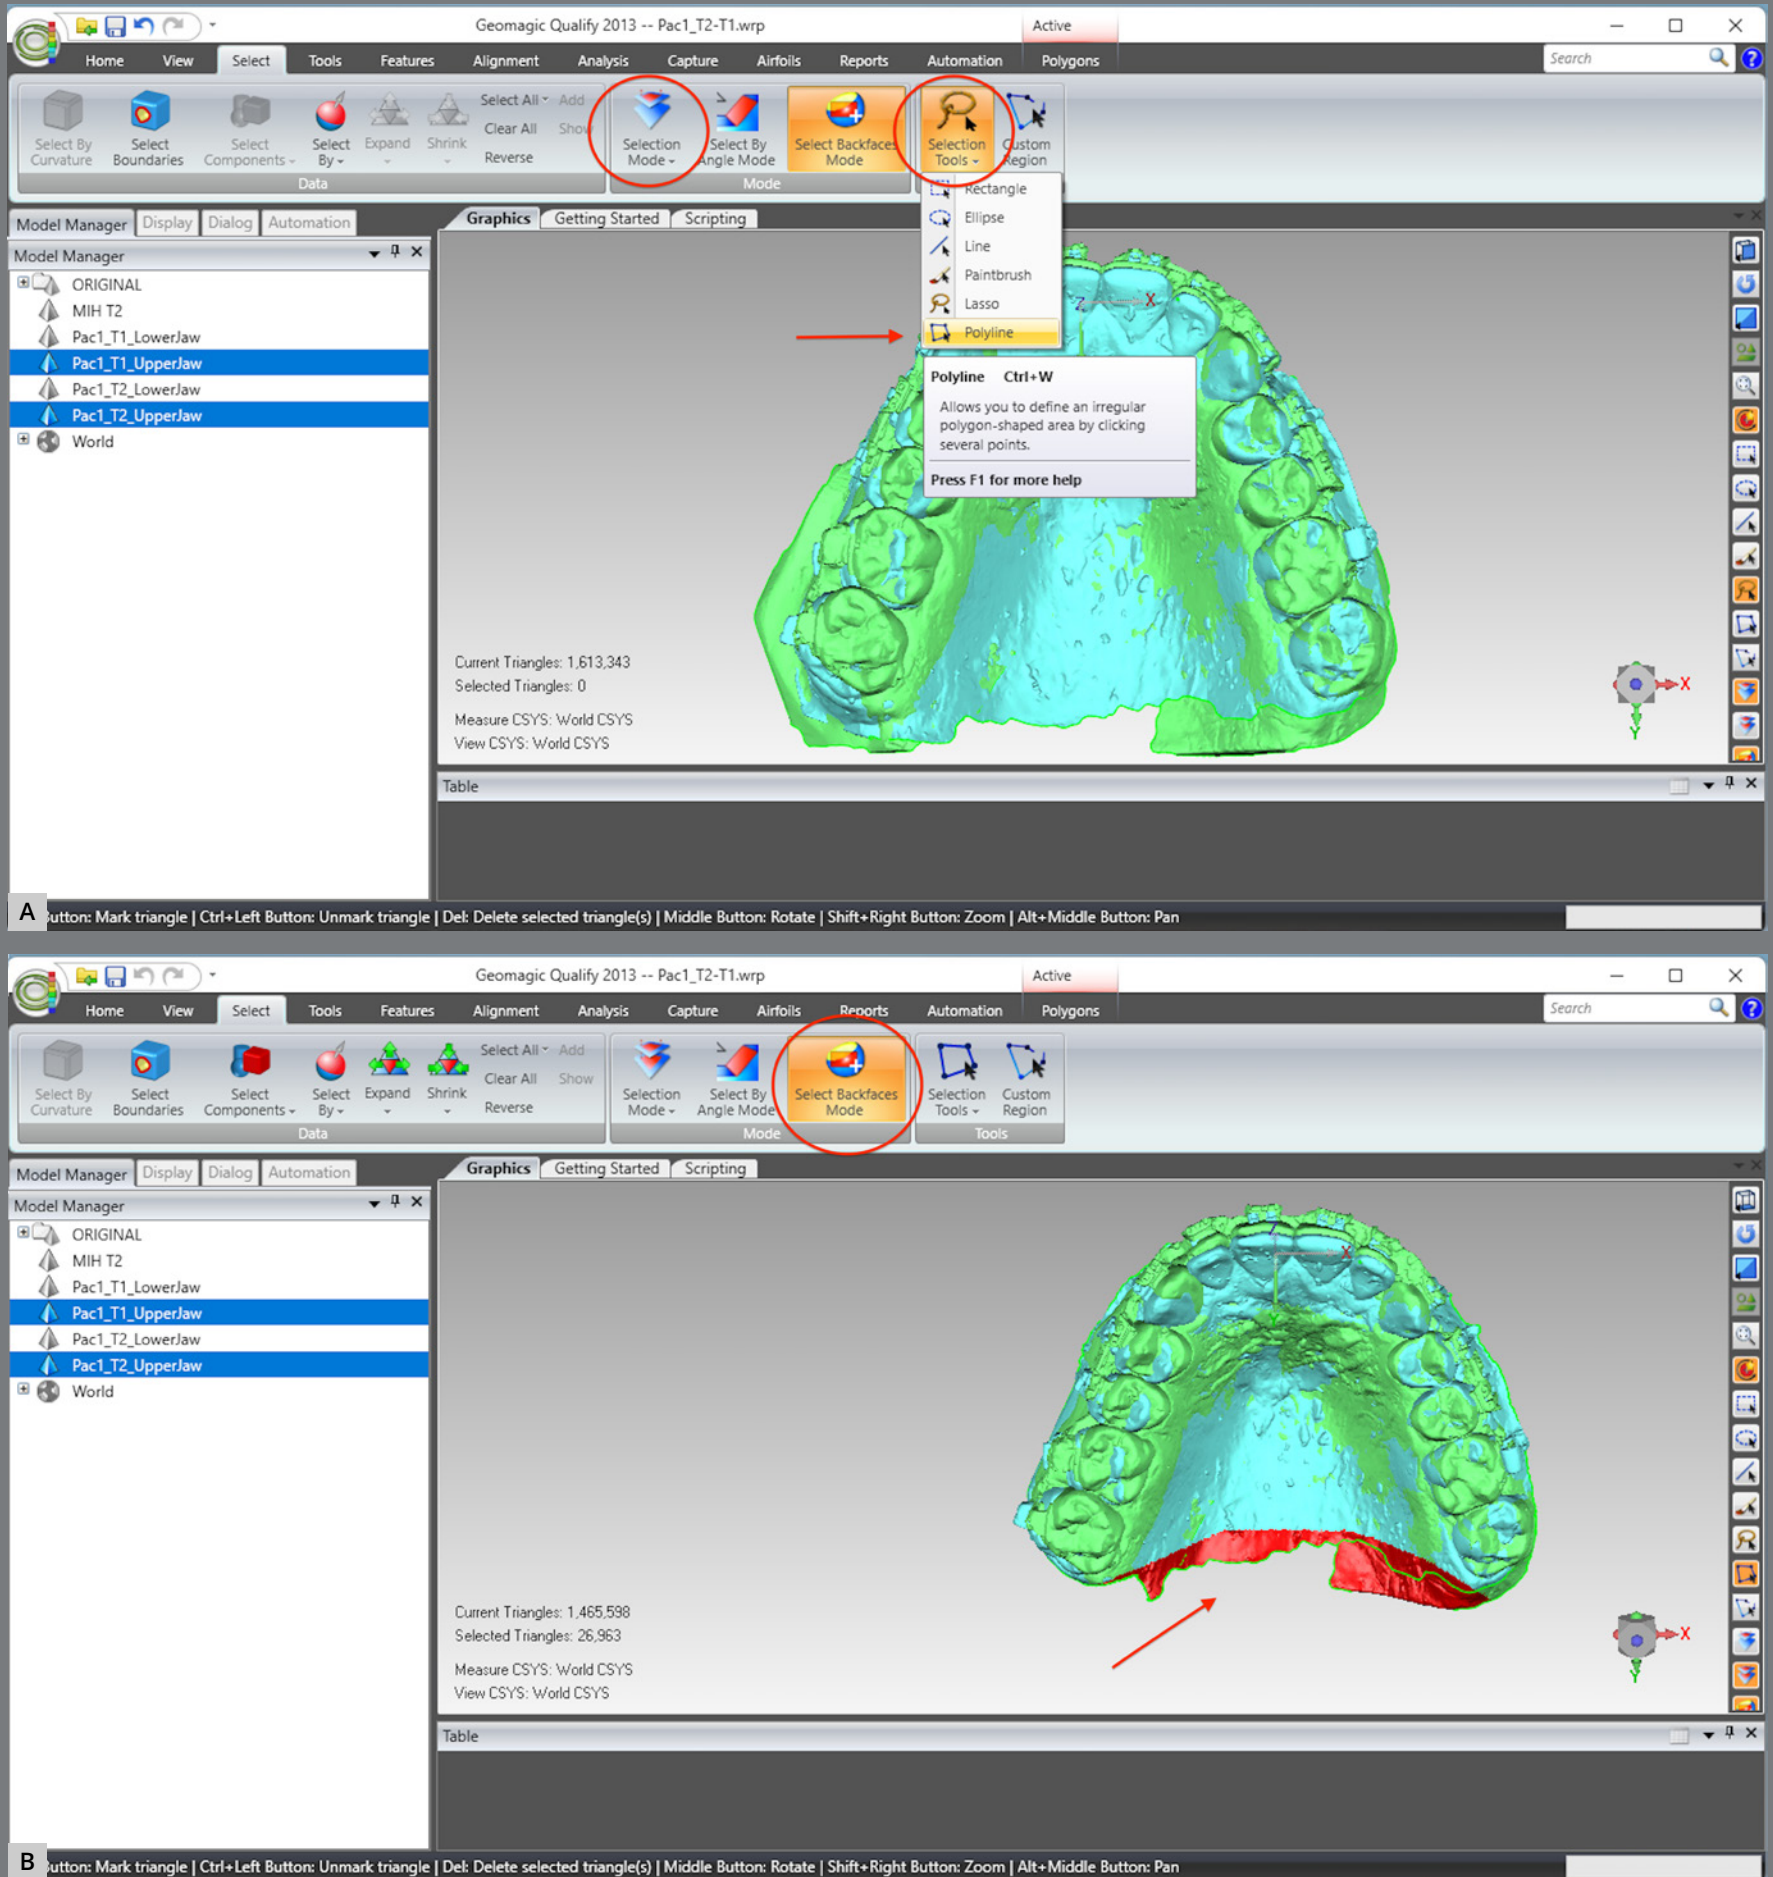 Geomagic Qualify 2013 -- Pac1_T2-T1.wrp
Active
Home View Select Tools Features Alignment Analysis Capture Airfoils Reports Automation Polygons
Search
Select By Curvature
Select Boundaries
Select Components
Select By
Expand
Shrink
Select All Add
Clear All Show
Reverse
Selection Mode
Select By Angle Mode
Select Backfaces Mode
Selection Tools
Custom Region
Data
Mode
Rectangle
Ellipse
Line
Paintbrush
Lasso
Polyline
Polyline Ctrl+W
Allows you to define an irregular
polygon-shaped area by clicking
several points.
Press F1 for more help
Model Manager Display Dialog Automation
Graphics Getting Started Scripting
Model Manager
ORIGINAL
MIH T2
Pac1_T1_LowerJaw
Pac1_T1_UpperJaw
Pac1_T2_LowerJaw
Pac1_T2_UpperJaw
World
Z X
Current Triangles: 1,613,343
Selected Triangles: 0
Measure CSYS: World CSYS
View CSYS: World CSYS
X
Y
Table
A
utton: Mark triangle | Ctrl+Left Button: Unmark triangle | Del: Delete selected triangle(s) | Middle Button: Rotate | Shift+Right Button: Zoom | Alt+Middle Button: Pan
Geomagic Qualify 2013 -- Pac1_T2-T1.wrp
Active
Home View Select Tools Features Alignment Analysis Capture Airfoils Reports Automation Polygons
Search
Select By Curvature
Select Boundaries
Select Components
Select By
Expand
Shrink
Select All Add
Clear All Show
Reverse
Selection Mode
Select By Angle Mode
Select Backfaces Mode
Selection Tools
Custom Region
Data
Mode
Tools
Model Manager Display Dialog Automation
Graphics Getting Started Scripting
Model Manager
ORIGINAL
MIH T2
Pac1_T1_LowerJaw
Pac1_T1_UpperJaw
Pac1_T2_LowerJaw
Pac1_T2_UpperJaw
World
Z X
Y
Current Triangles: 1,465,598
Selected Triangles: 26,963
Measure CSYS: World CSYS
View CSYS: World CSYS
X
Y
Table
B
utton: Mark triangle | Ctrl+Left Button: Unmark triangle | Del: Delete selected triangle(s) | Middle Button: Rotate | Shift+Right Button: Zoom | Alt+Middle Button: Pan